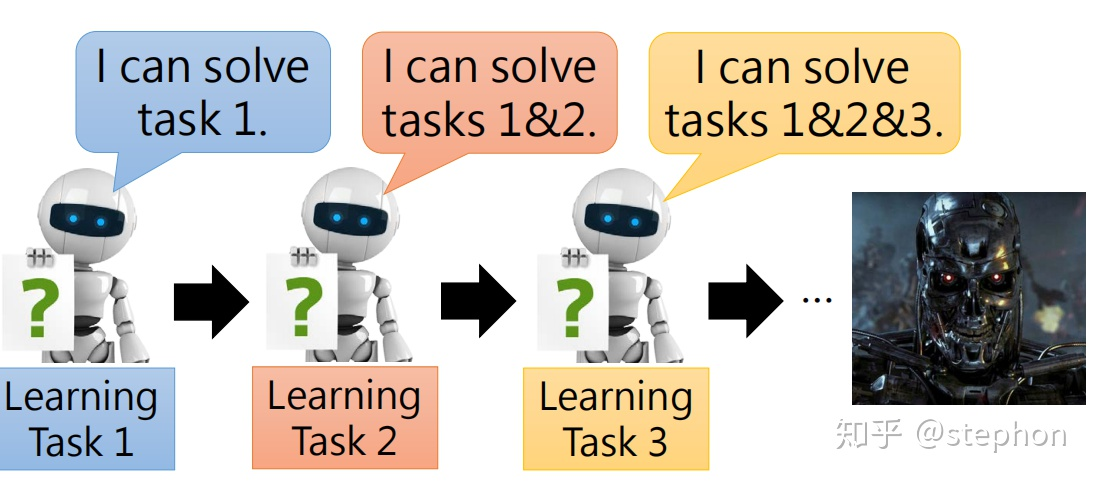 I can solve
task 1.
I can solve
tasks 1&2.
I can solve
tasks 1&2&3.
?
?
?
...
Learning
Task 1
Learning
Task 2
Learning
Task 3
知乎 @stephon